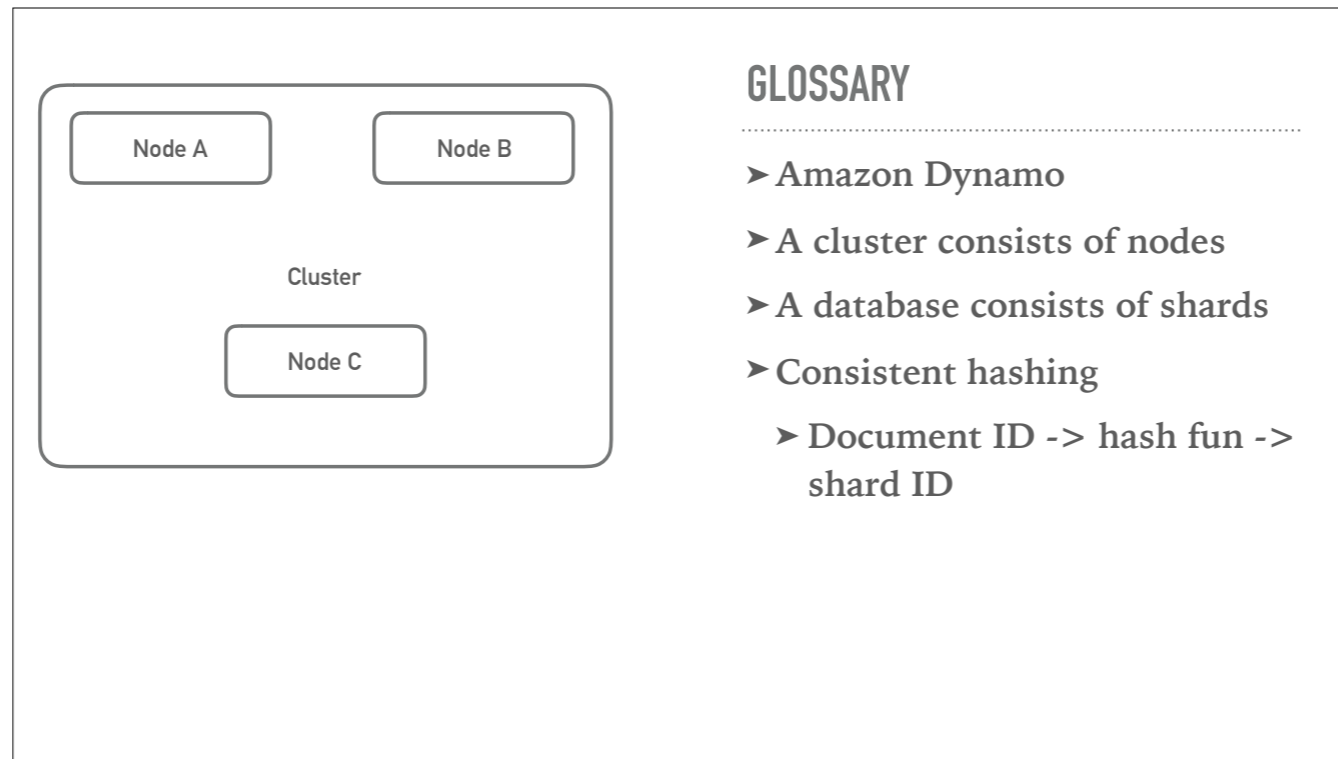 Node A
Node B
Cluster
Node C
GLOSSARY
➤ Amazon Dynamo
➤ A cluster consists of nodes
➤ A database consists of shards
➤ Consistent hashing
➤ Document ID -> hash fun ->
shard ID